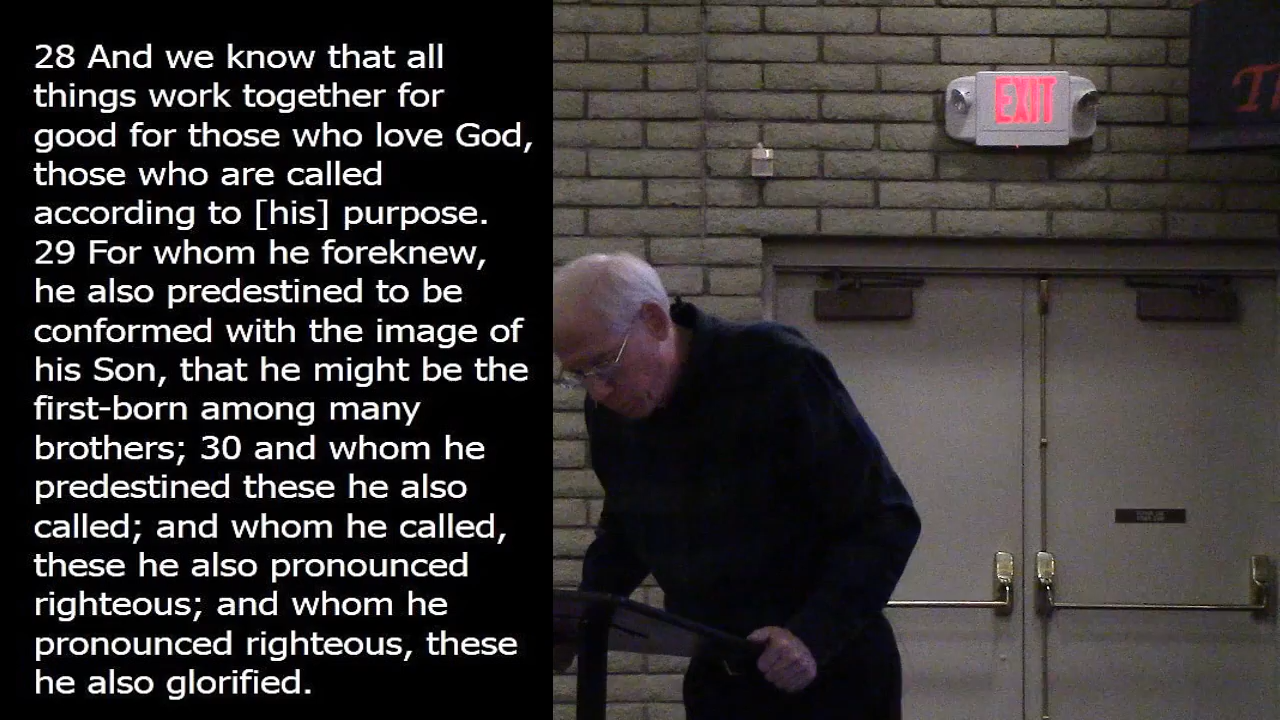 28 And we know that all
things work together for
good for those who love God,
those who are called
according to [his] purpose.
29 For whom he foreknew,
he also predestined to be
conformed with the image of
his Son, that he might be the
first-born among many
brothers; 30 and whom he
predestined these he also
called; and whom he called,
these he also pronounced
righteous; and whom he
pronounced righteous, these
he also glorified.
EXIT